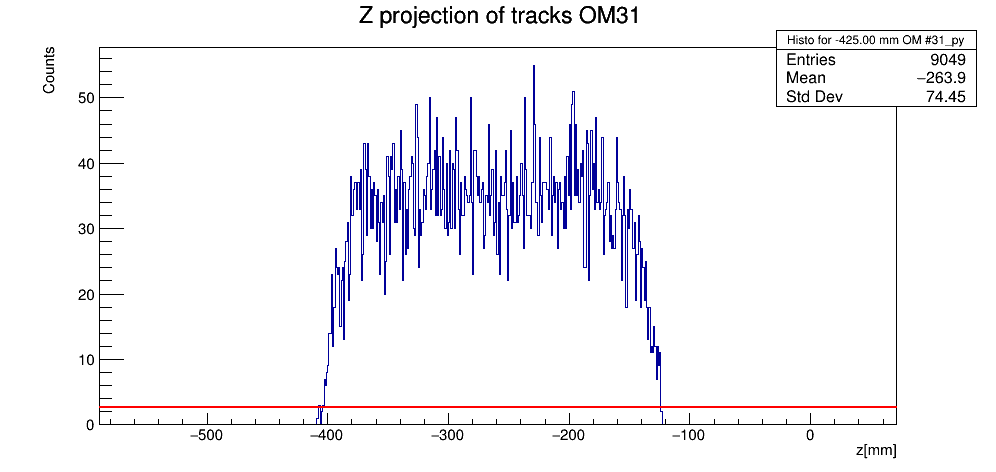 Z projection of tracks OM31
Histo for -425.00 mm OM #31_py
Entries 9049
Mean −263.9
Std Dev 74.45
Counts
50
40
30
20
10
0
−500 −400 −300 −200 −100 0
z[mm]